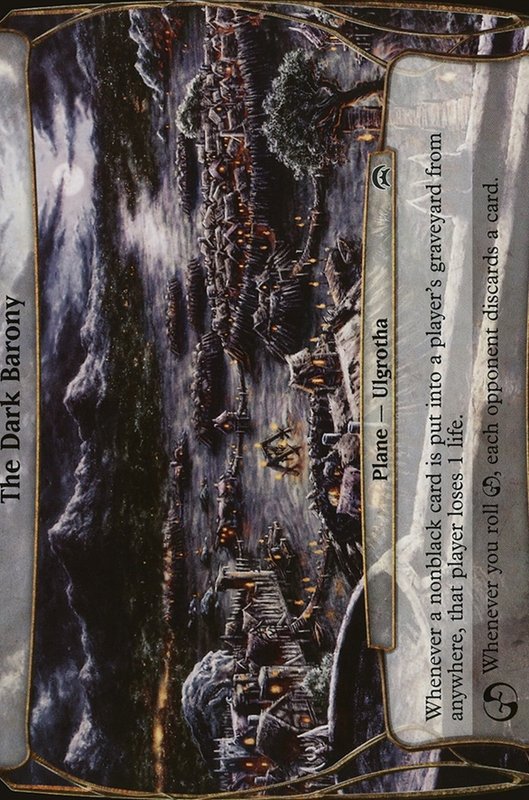 The Dark Barony
Plane — Ulgrotha
Whenever a nonblack card is put into a player's graveyard from
anywhere, that player loses 1 life.
Whenever you roll , each opponent discards a card.